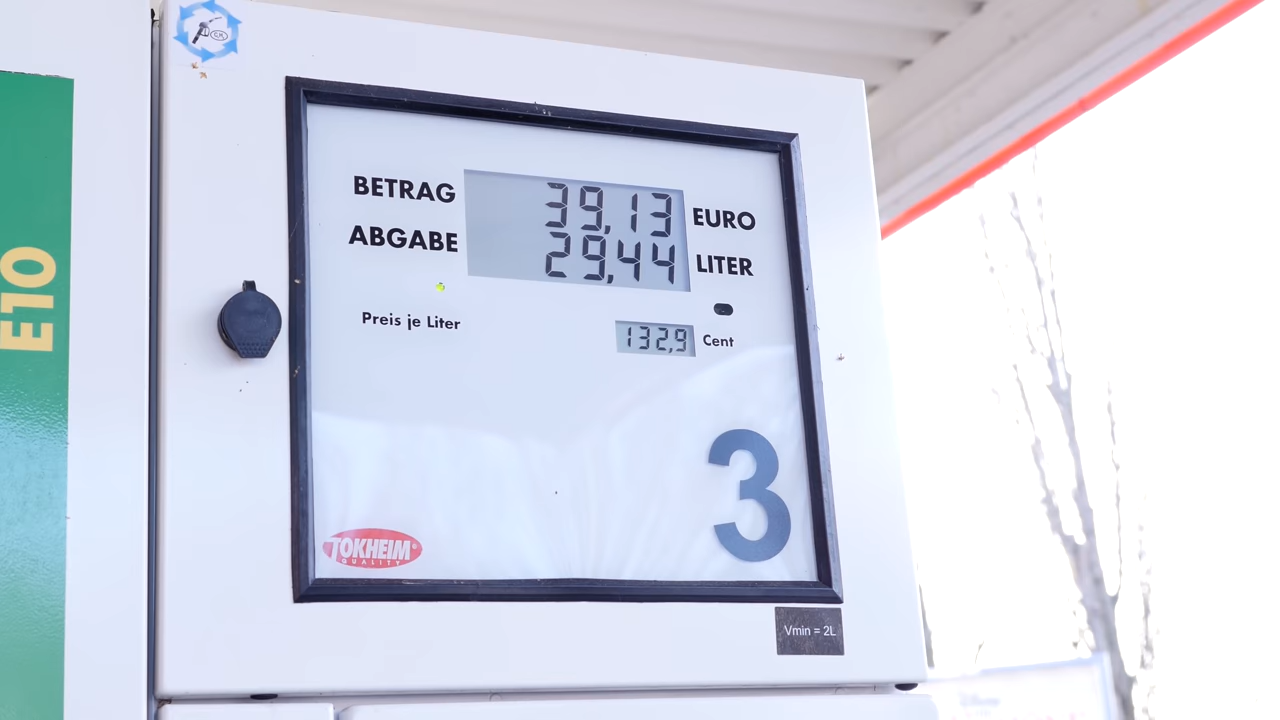 G.M.
E10
BETRAG 39,13 EURO
ABGABE 29,44 LITER
Preis je Liter 132,9 Cent
3
TOKHEIM®
QUALITY
Vmin = 2L